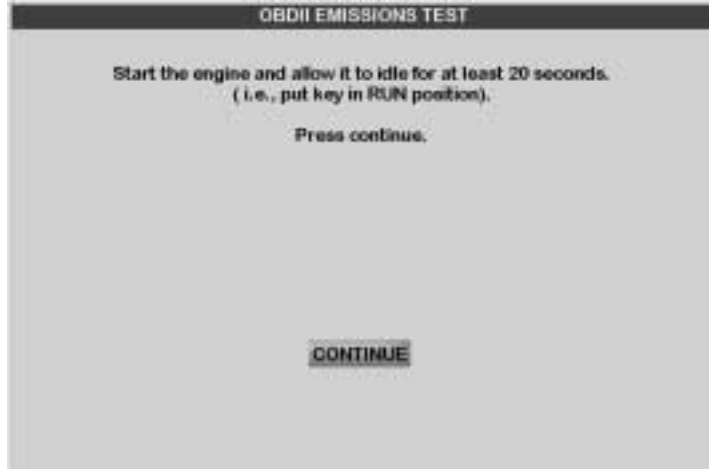 OBDII EMISSIONS TEST
Start the engine and allow it to idle for at least 20 seconds.
( i.e., put key in RUN position).
Press continue.
CONTINUE